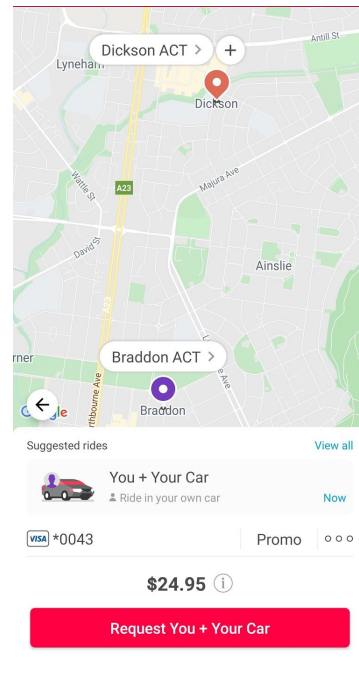 Antill St
Dickson ACT >
+
Lyneham
Dickson
Wattle St
A23
Majura Ave
David St
Ainslie
A23
Braddon ACT >
rner
e Ave
rthbourne Ave
Braddon
Suggested rides
View all
You + Your Car
Ride in your own car
Now
VISA *0043
Promo
$24.95
Request You + Your Car